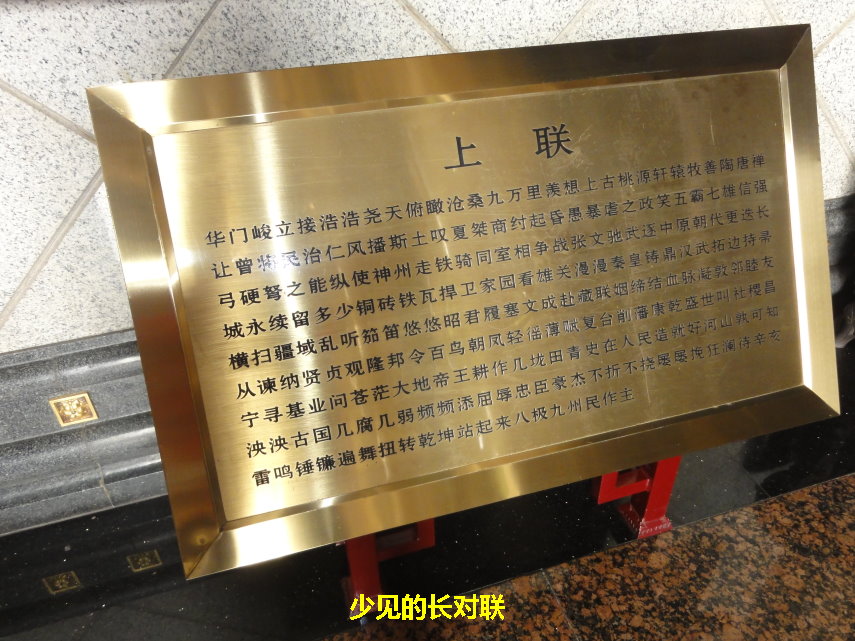 上联
华门峻立接浩浩尧天俯瞰沧桑九万里羡想上古桃源轩辕牧善陶唐禅
让曾将民治仁风播斯土叹夏桀商纣起昏愚暴虐之政笑五霸七雄信强
弓硬弩之能纵使神州走铁骑同室相争战张文弛武逐中原朝代更迭长
城永续留多少铜砖铁瓦捍卫家园看雄关漫漫秦皇铸鼎汉武拓边持帚
横扫疆域乱听笳笛悠悠昭君履塞文成赴藏联姻缔结血脉凝敦邻睦友
从谏纳贤贞观隆邦令百鸟朝凤轻徭薄赋复台削藩康乾盛世叫社稷昌
宁寻基业问苍茫大地帝王耕作几垅田青史在人民造就好河山孰可知
泱泱古国几腐几弱频频添屈辱忠臣豪杰不折不挠屡屡挽狂澜待辛亥
雷鸣锤镰遍舞扭转乾坤站起来八极九州民作主
少见的长对联